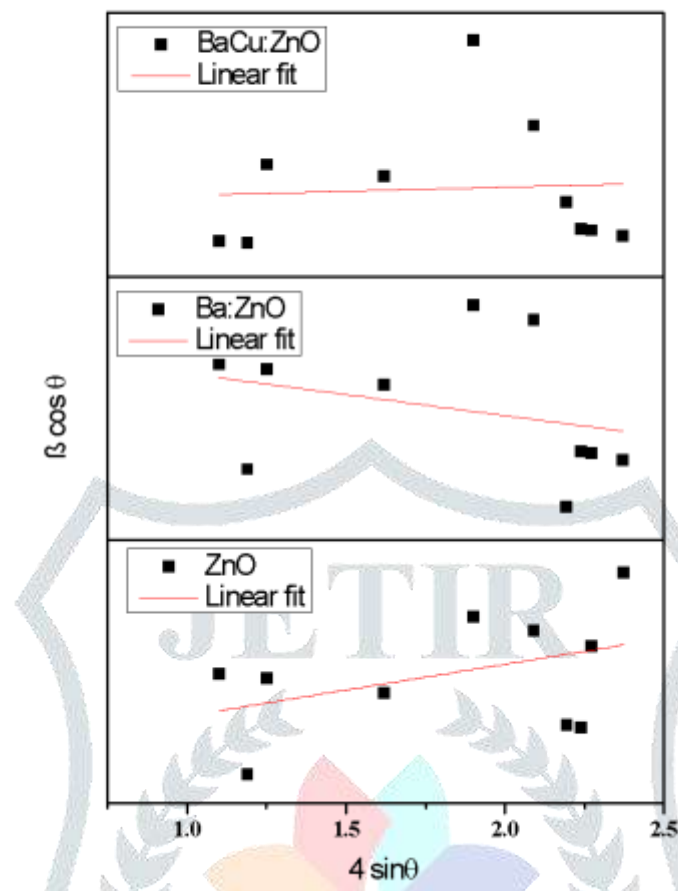 BaCu:ZnO
Linear fit
Ba:ZnO
Linear fit
ß cos θ
ZnO
Linear fit
JETIR
1.0 1.5 2.0 2.5
4 sinθ